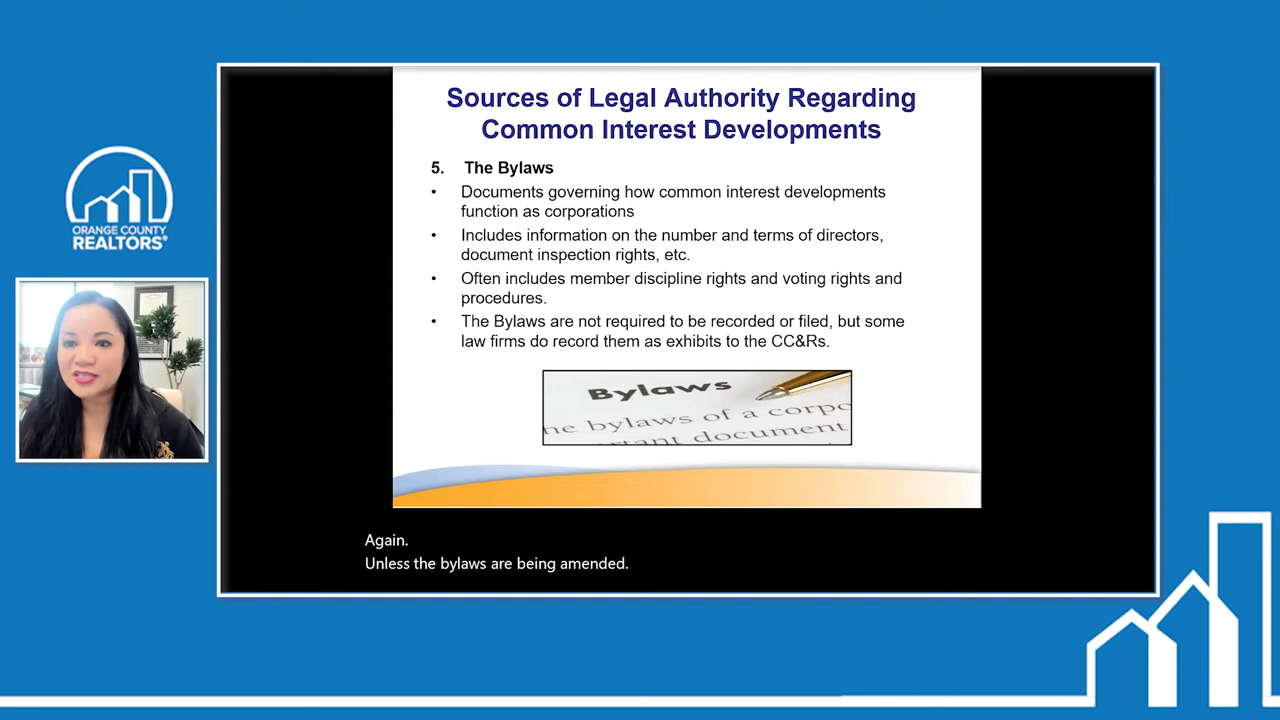 Sources of Legal Authority Regarding
Common Interest Developments
5. The Bylaws
• Documents governing how common interest developments
function as corporations
• Includes information on the number and terms of directors,
document inspection rights, etc.
• Often includes member discipline rights and voting rights and
procedures.
• The Bylaws are not required to be recorded or filed, but some
law firms do record them as exhibits to the CC&Rs.
Bylaws
ne bylaws of a corpo
rtant document
ORANGE COUNTY
REALTORS®
Again.
Unless the bylaws are being amended.